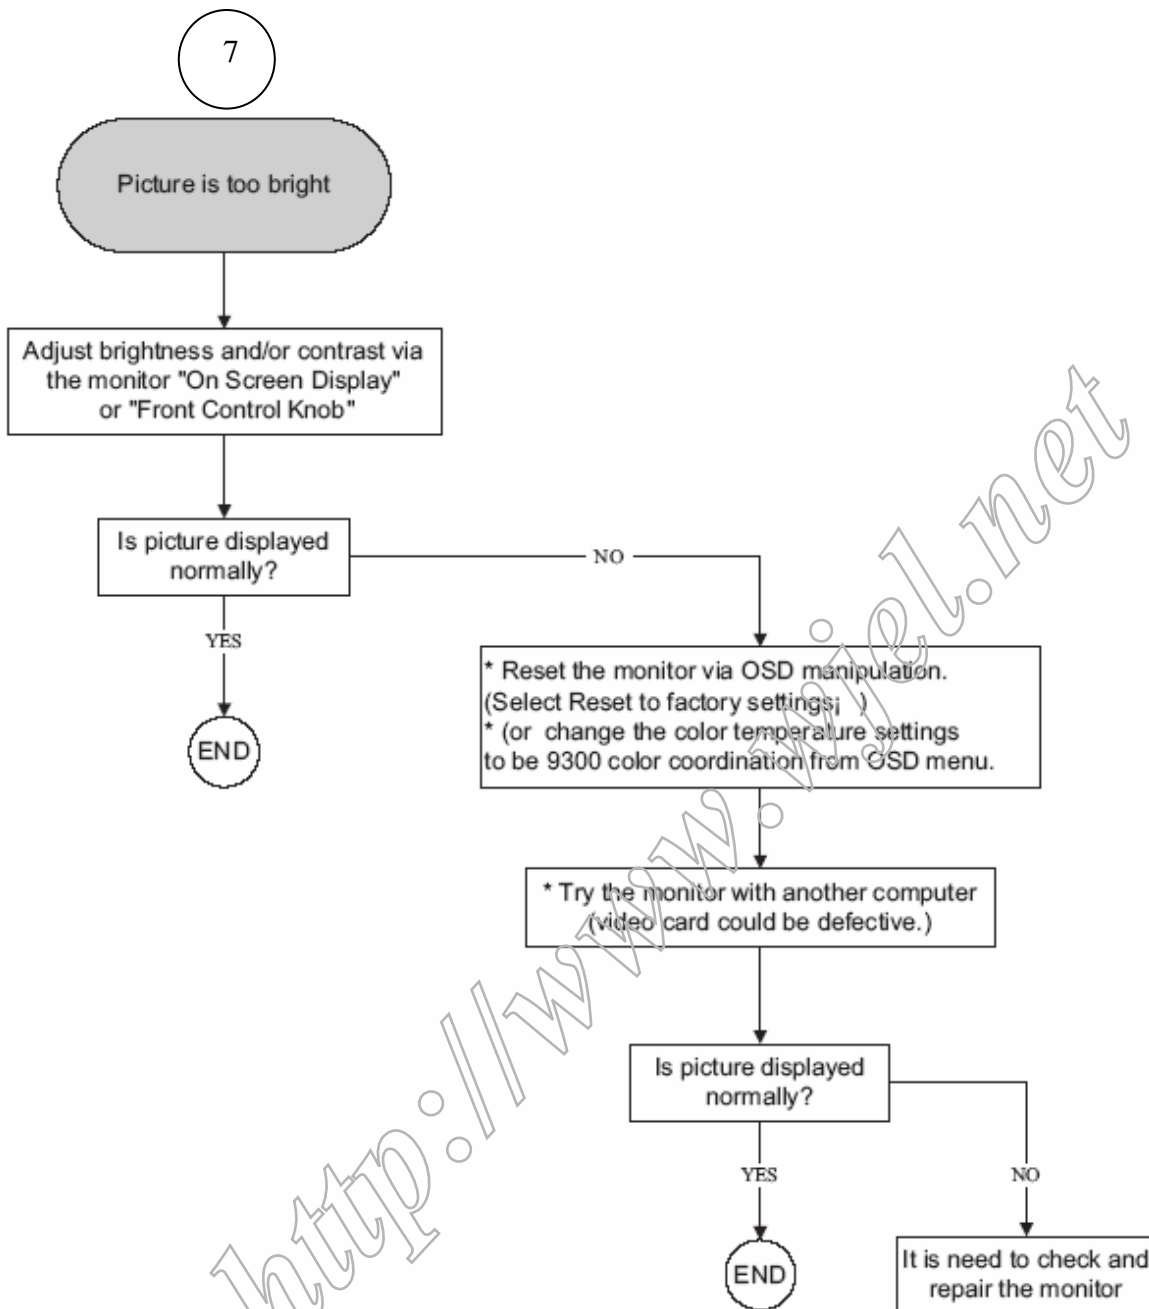 7
Picture is too bright
Adjust brightness and/or contrast via
the monitor "On Screen Display"
or "Front Control Knob"
Is picture displayed
normally?
NO
YES
END
* Reset the monitor via OSD manipulation.
(Select Reset to factory settings¡ )
* (or change the color temperature settings
to be 9300 color coordination from OSD menu.
* Try the monitor with another computer
(video card could be defective.)
Is picture displayed
normally?
YES
NO
END
It is need to check and
repair the monitor
http://www.wjel.net